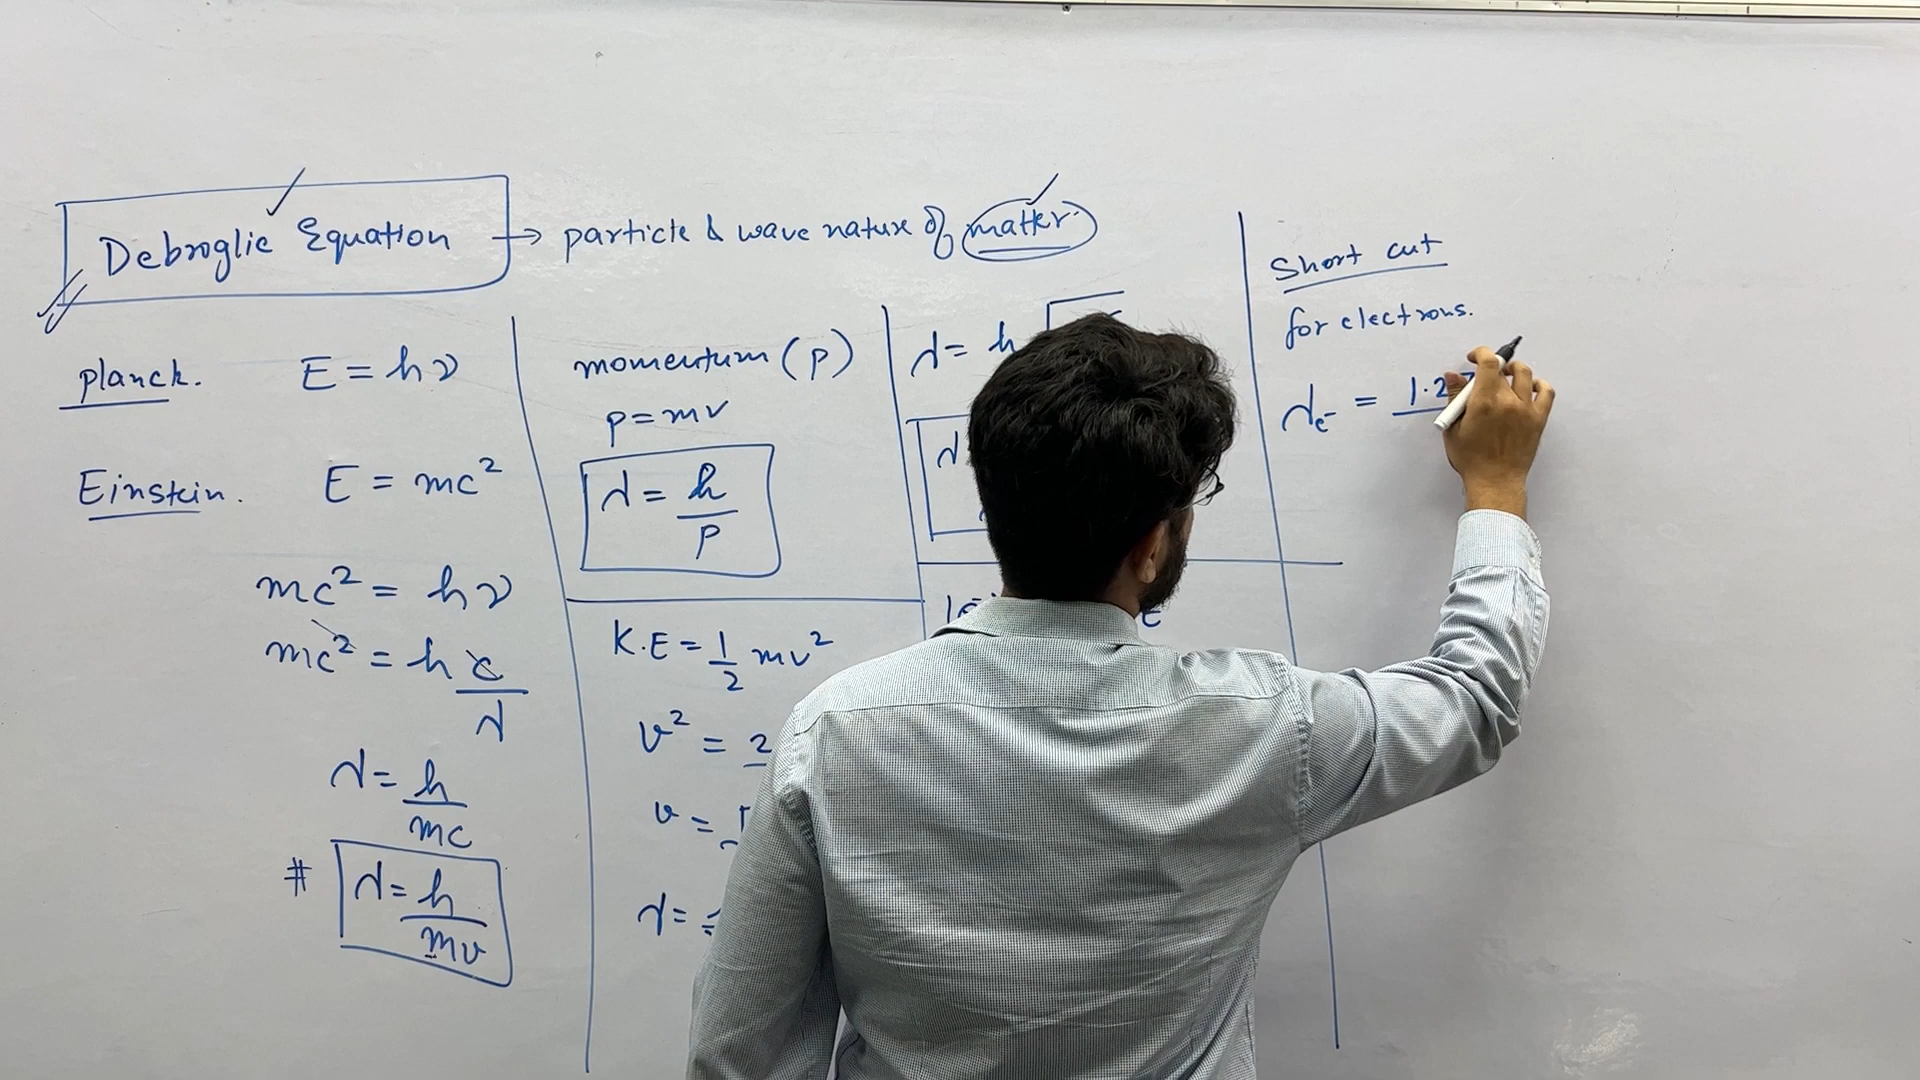 Debroglie Equation → particle & wave nature of matter.
planck. E = hν
Einstein. E = mc²
mc² = hν
mc² = h c/λ
λ = h/mc
# λ = h/mv
momentum (p)
p = mv
λ = h/p
K.E = 1/2 mv²
v² = 2
v =
λ =
λ = h
λ
E
Short cut
for electrons.
λe- = 1.2